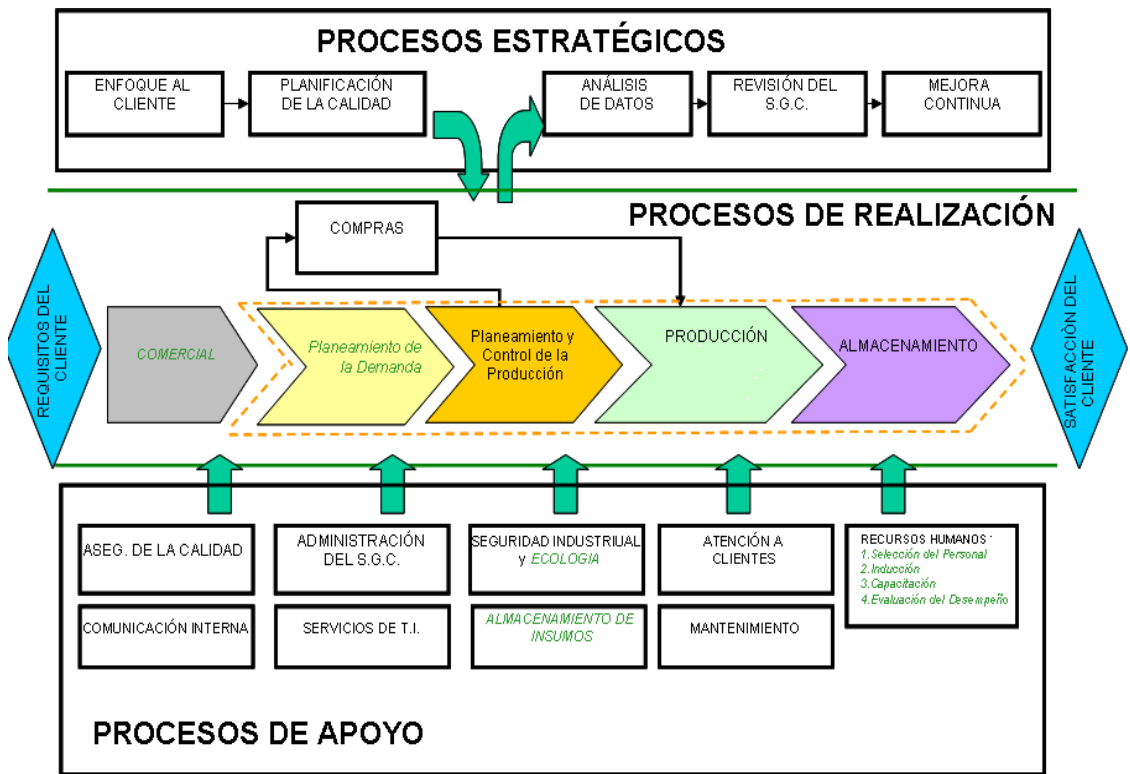 PROCESOS ESTRATÉGICOS
ENFOQUE AL
CLIENTE
PLANIFICACIÓN
DE LA CALIDAD
ANÁLISIS
DE DATOS
REVISIÓN DEL
S.G.C.
MEJORA
CONTINUA
PROCESOS DE REALIZACIÓN
COMPRAS
REQUISITOS DEL
CLIENTE
COMERCIAL
Planeamiento de
la Demanda
Planeamiento y
Control de la
Producción
PRODUCCIÓN
ALMACENAMIENTO
SATISFACCIÒN DEL
CLIENTE
ASEG. DE LA CALIDAD
ADMINISTRACIÓN
DEL S.G.C.
SEGURIDAD INDUSTRIUAL
y ECOLOGIA
ATENCIÓN A
CLIENTES
RECURSOS HUMANOS :
1.Selección del Personal
2.Inducción
3.Capacitación
4.Evaluación del Desempeño
COMUNICACIÓN INTERNA
SERVICIOS DE T.I.
ALMACENAMIENTO DE
INSUMOS
MANTENIMIENTO
PROCESOS DE APOYO